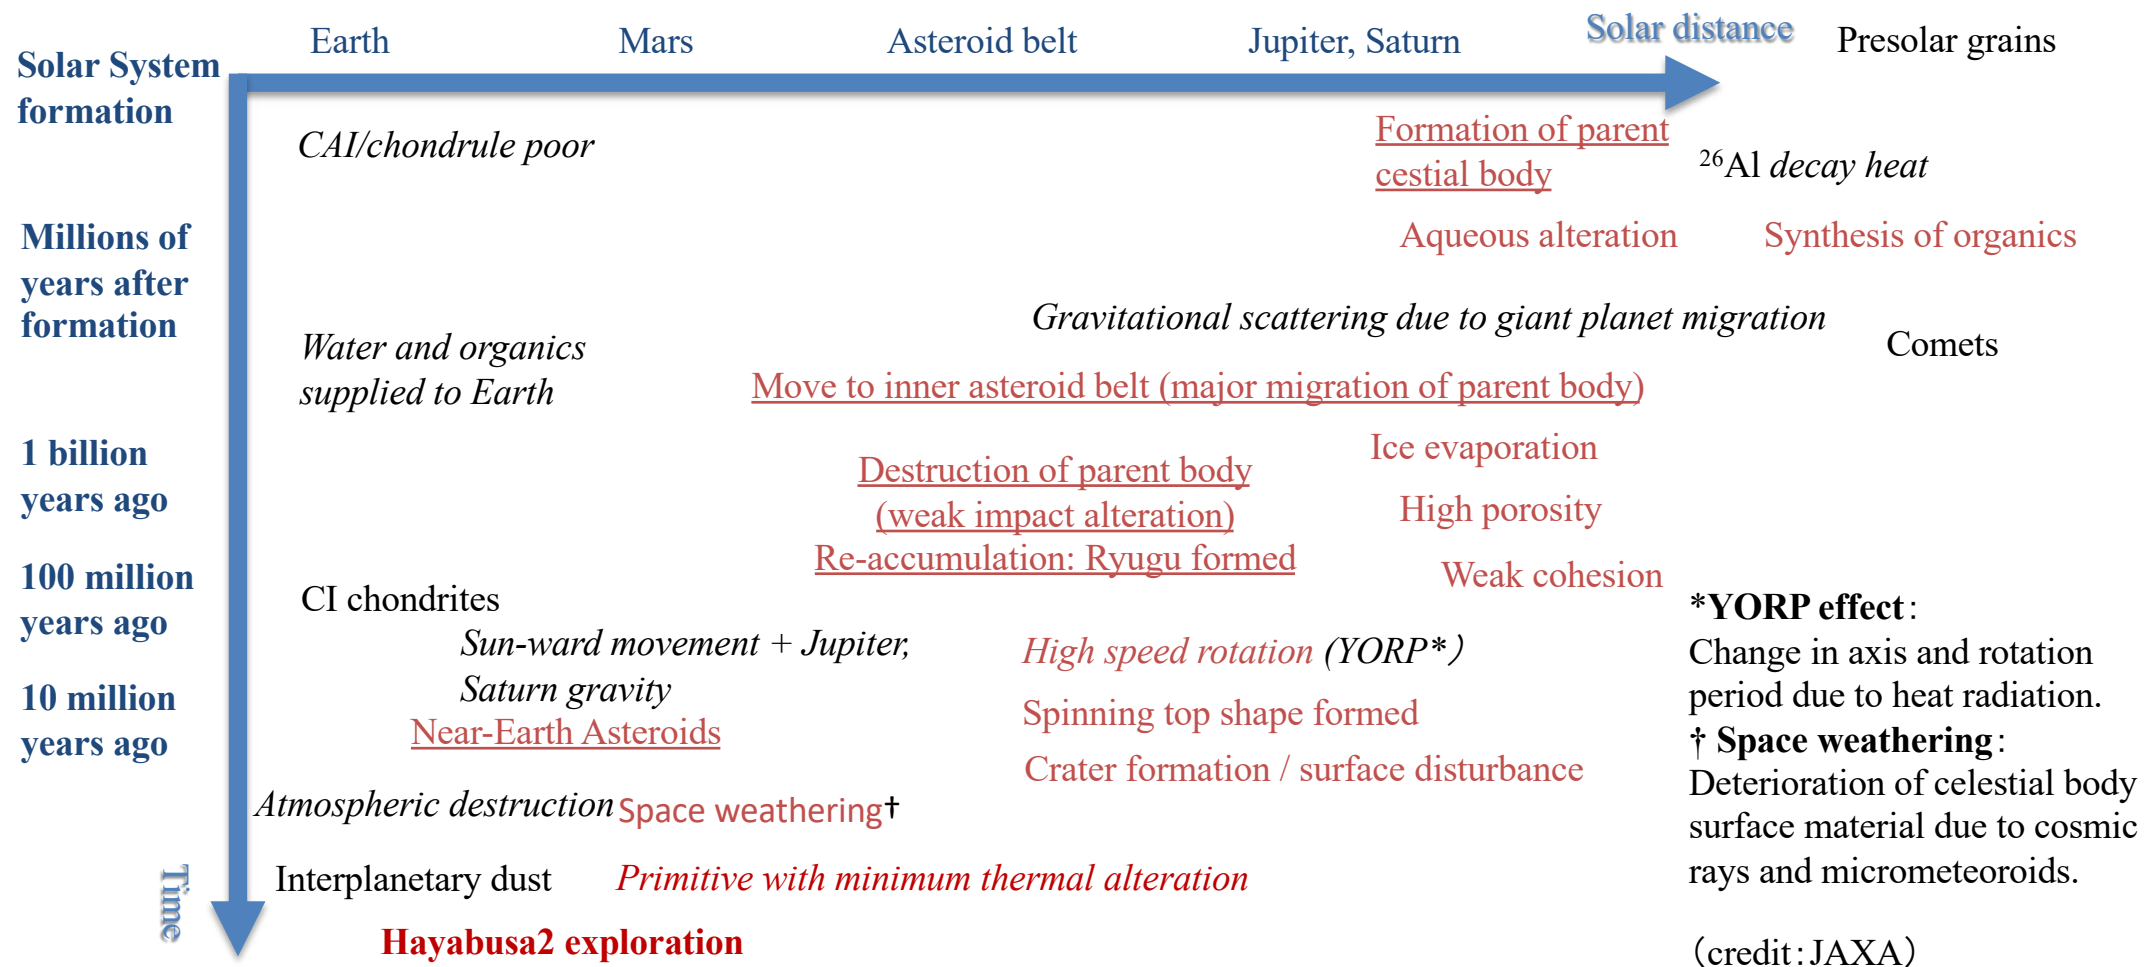 Earth
Mars
Asteroid belt
Jupiter, Saturn
Solar distance
Presolar grains
Solar System
formation
CAI/chondrule poor
Formation of parent
cestial body
²⁶Al decay heat
Millions of
years after
formation
Aqueous alteration
Synthesis of organics
Gravitational scattering due to giant planet migration
Comets
Water and organics
supplied to Earth
Move to inner asteroid belt (major migration of parent body)
1 billion
years ago
Ice evaporation
Destruction of parent body
(weak impact alteration)
High porosity
Re-accumulation: Ryugu formed
Weak cohesion
100 million
years ago
CI chondrites
Sun-ward movement + Jupiter,
Saturn gravity
High speed rotation (YORP*）
10 million
years ago
Near-Earth Asteroids
Spinning top shape formed
Crater formation / surface disturbance
Atmospheric destruction
Space weathering†
Interplanetary dust
Primitive with minimum thermal alteration
Time
Hayabusa2 exploration
*YORP effect：
Change in axis and rotation
period due to heat radiation.
† Space weathering：
Deterioration of celestial body
surface material due to cosmic
rays and micrometeoroids.
（credit：JAXA）